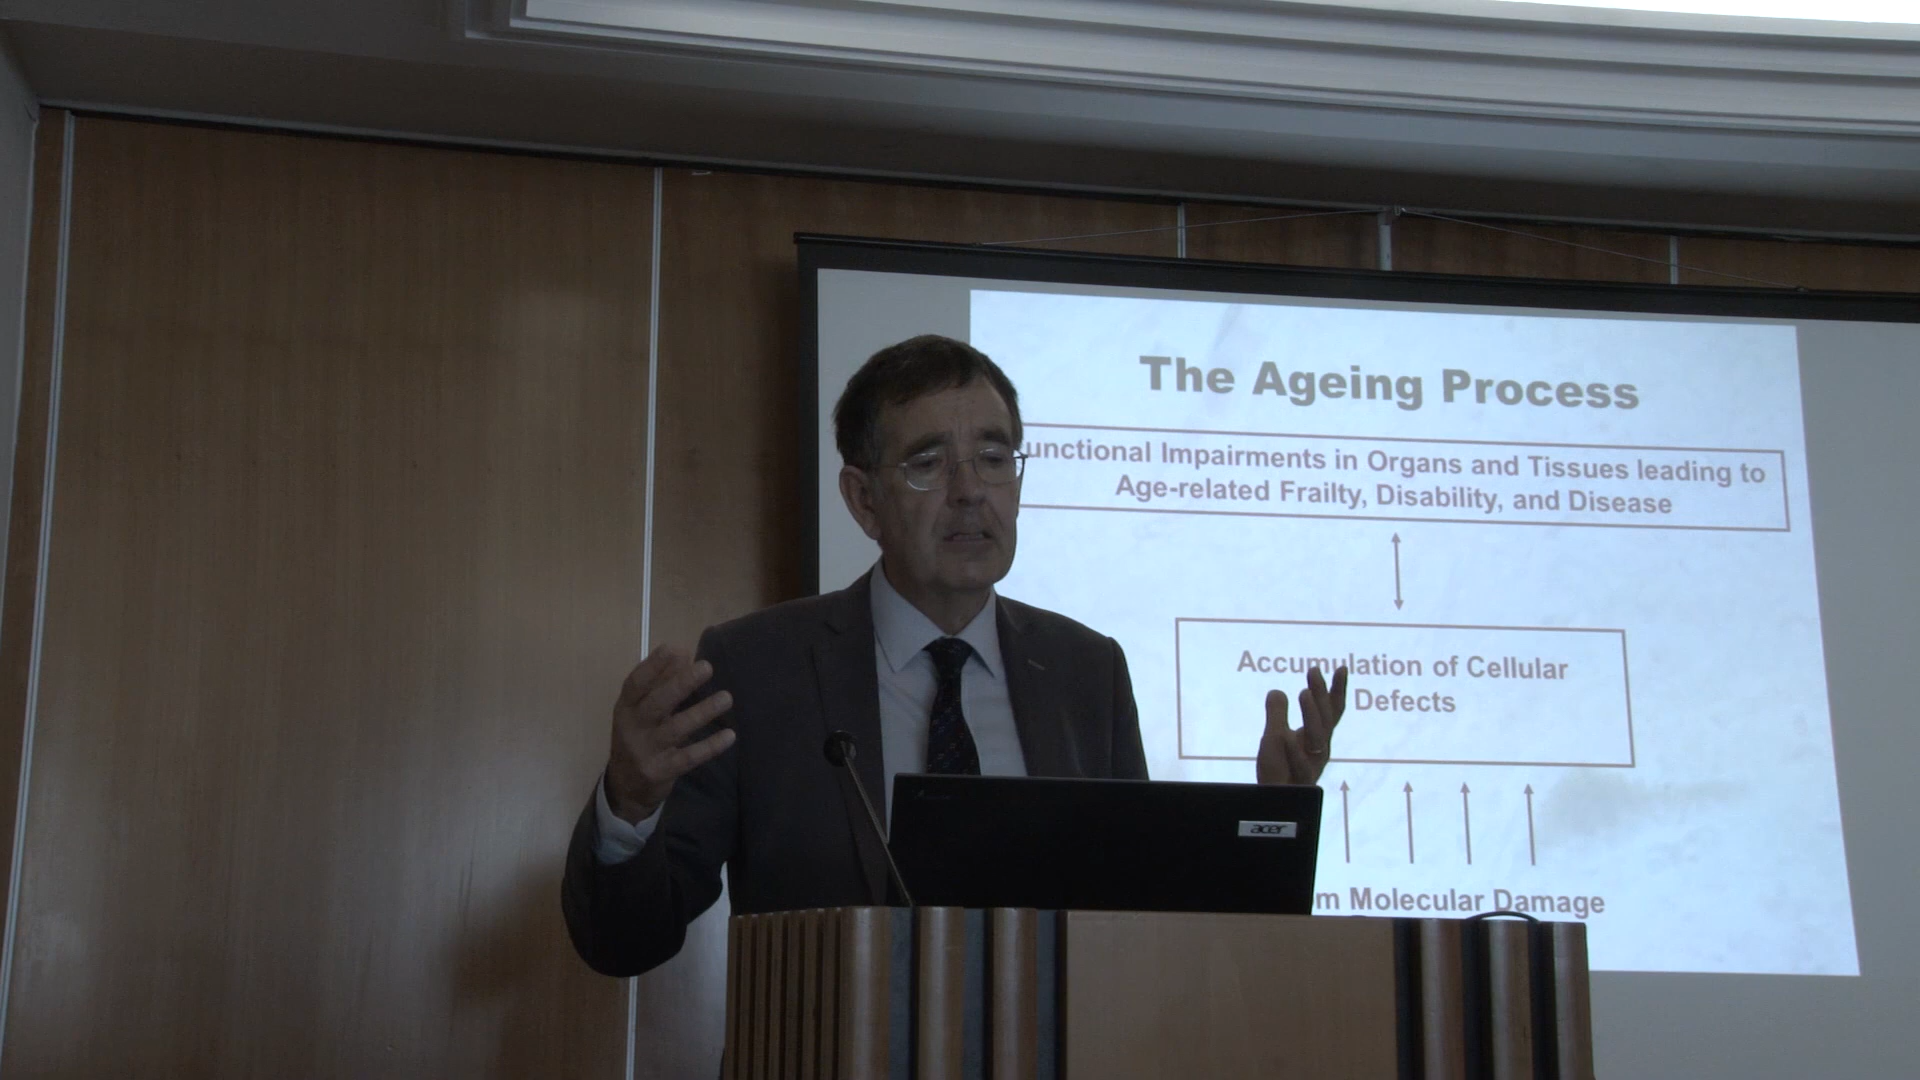 The Ageing Process
unctional Impairments in Organs and Tissues leading to
Age-related Frailty, Disability, and Disease
Accumulation of Cellular
Defects
m Molecular Damage
acer